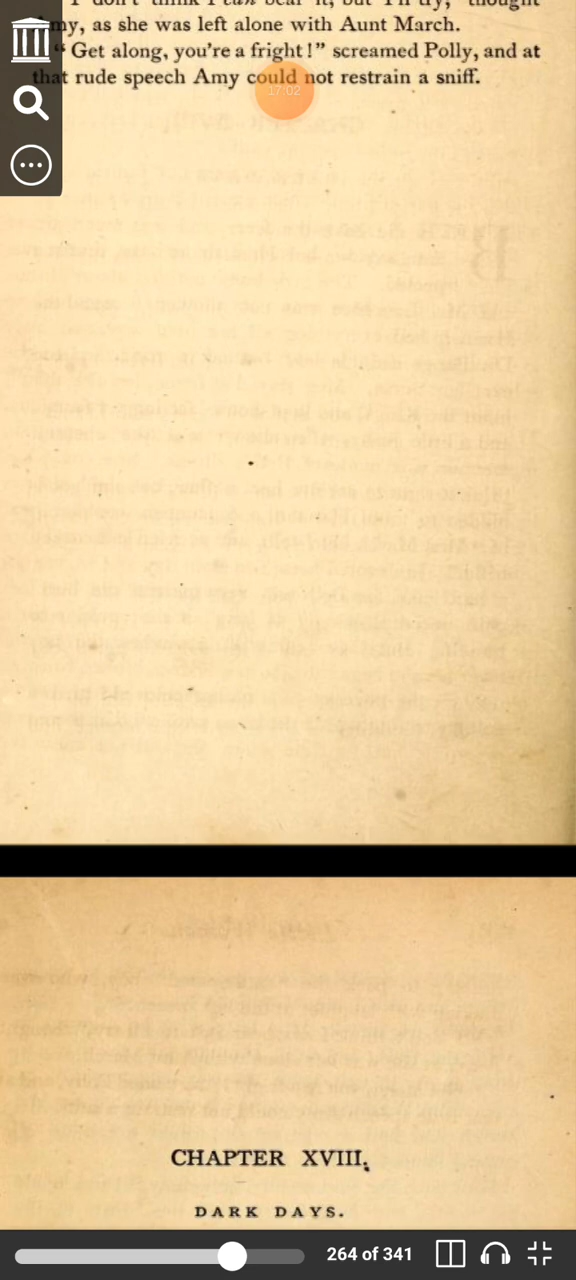 "I don't think I can bear it, but I'll try," thought
Amy, as she was left alone with Aunt March.
"Get along, you're a fright!" screamed Polly, and at
that rude speech Amy could not restrain a sniff.
17:02
CHAPTER XVIII.
DARK DAYS.
264 of 341